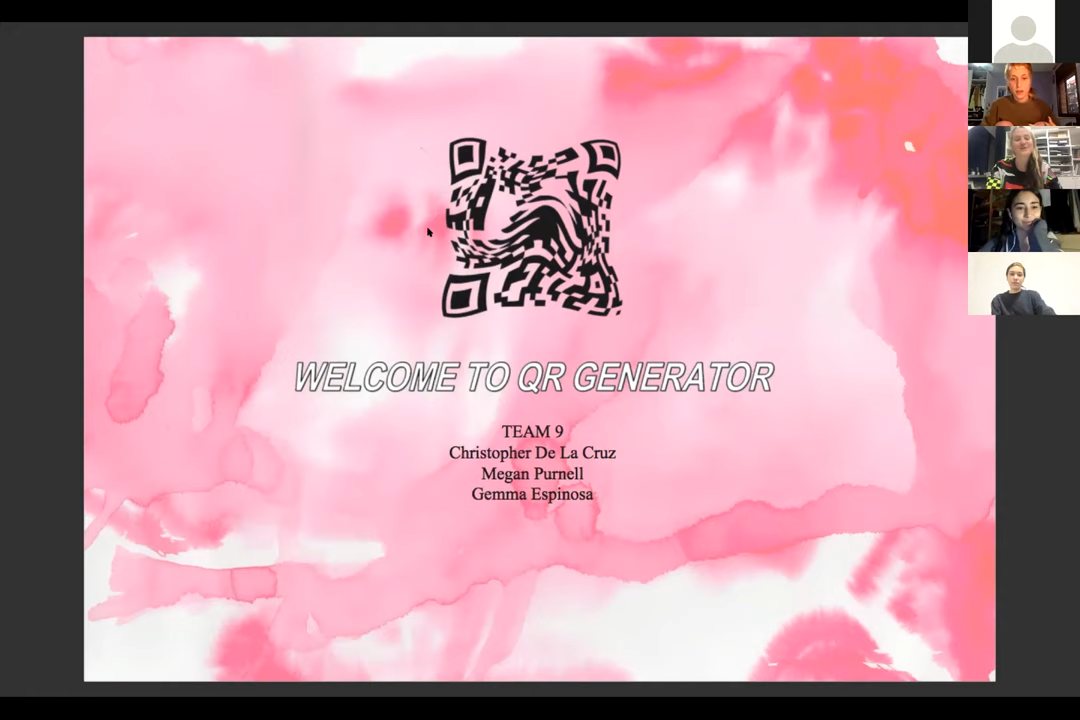 WELCOME TO QR GENERATOR
TEAM 9
Christopher De La Cruz
Megan Purnell
Gemma Espinosa